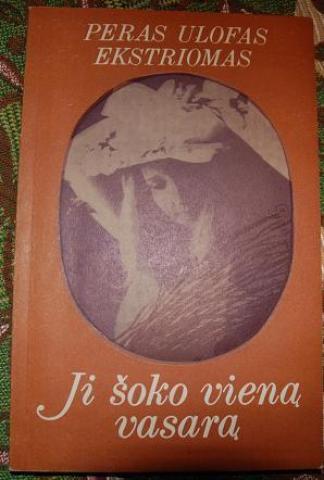 PERAS ULOFAS
EKSTRIOMAS
Ji šoko vieną
vasarą